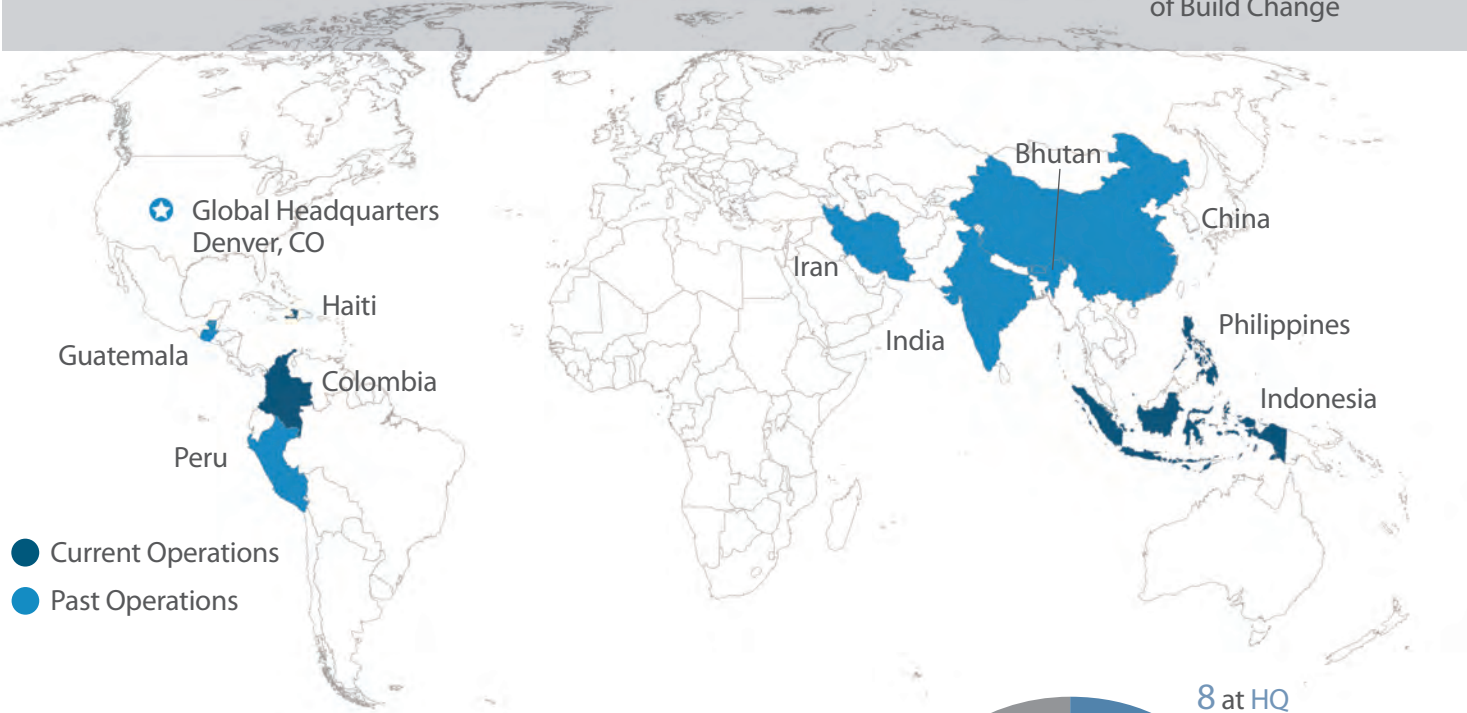 of Build Change
Bhutan
Global Headquarters
Denver, CO
China
Iran
Haiti
India
Philippines
Guatemala
Colombia
Indonesia
Peru
Current Operations
Past Operations
8 at HQ